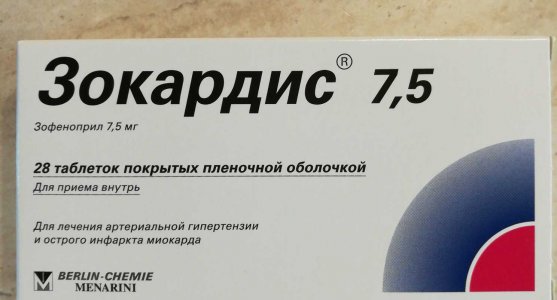 Зокардис® 7,5
Зофеноприл 7,5 мг
28 таблеток покрытых пленочной оболочкой
Для приема внутрь
Для лечения артериальной гипертензии
и острого инфаркта миокарда
BERLIN-CHEMIE
MENARINI